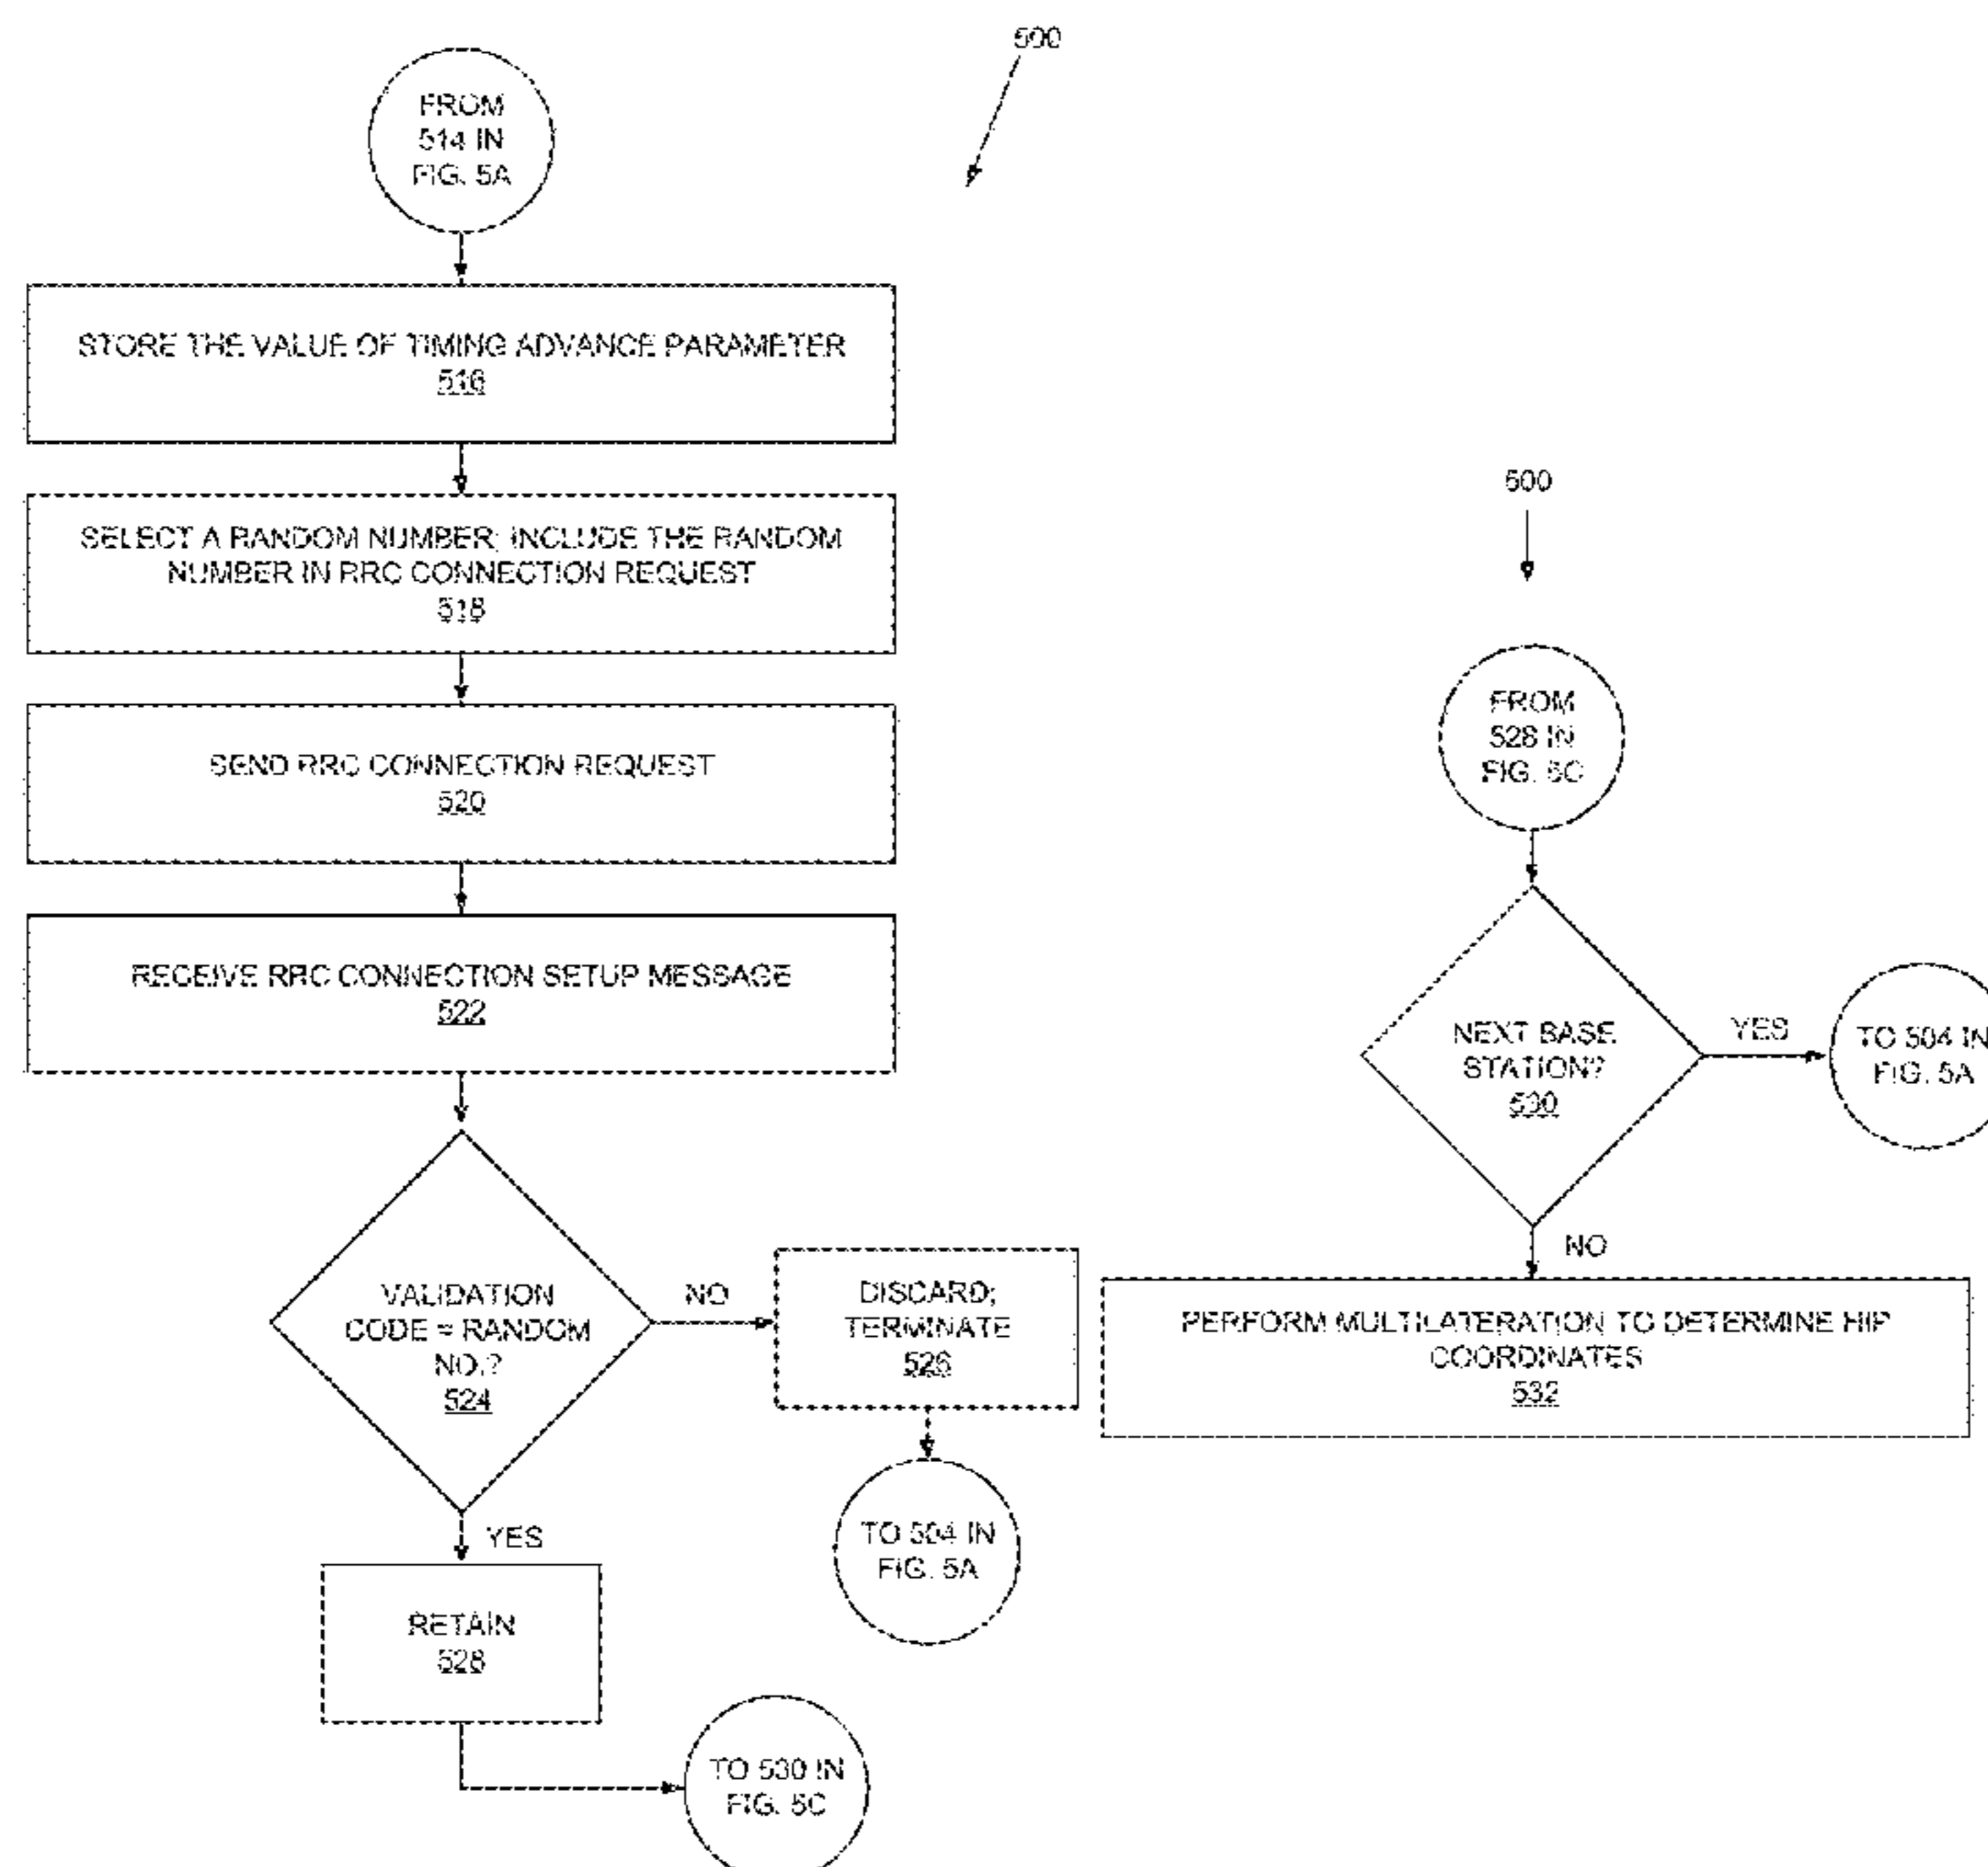 500
FROM
514 IN
FIG. 5A
STORE THE VALUE OF TIMING ADVANCE PARAMETER
516
SELECT A RANDOM NUMBER; INCLUDE THE RANDOM
NUMBER IN RRC CONNECTION REQUEST
518
SEND RRC CONNECTION REQUEST
520
RECEIVE RRC CONNECTION SETUP MESSAGE
522
VALIDATION
CODE = RANDOM
NO.?
524
NO
DISCARD;
TERMINATE
526
TO 504 IN
FIG. 5A
YES
RETAIN
528
TO 530 IN
FIG. 5C
500
FROM
528 IN
FIG. 5C
NEXT BASE
STATION?
530
YES
TO 504 IN
FIG. 5A
NO
PERFORM MULTILATERATION TO DETERMINE HIP
COORDINATES
532